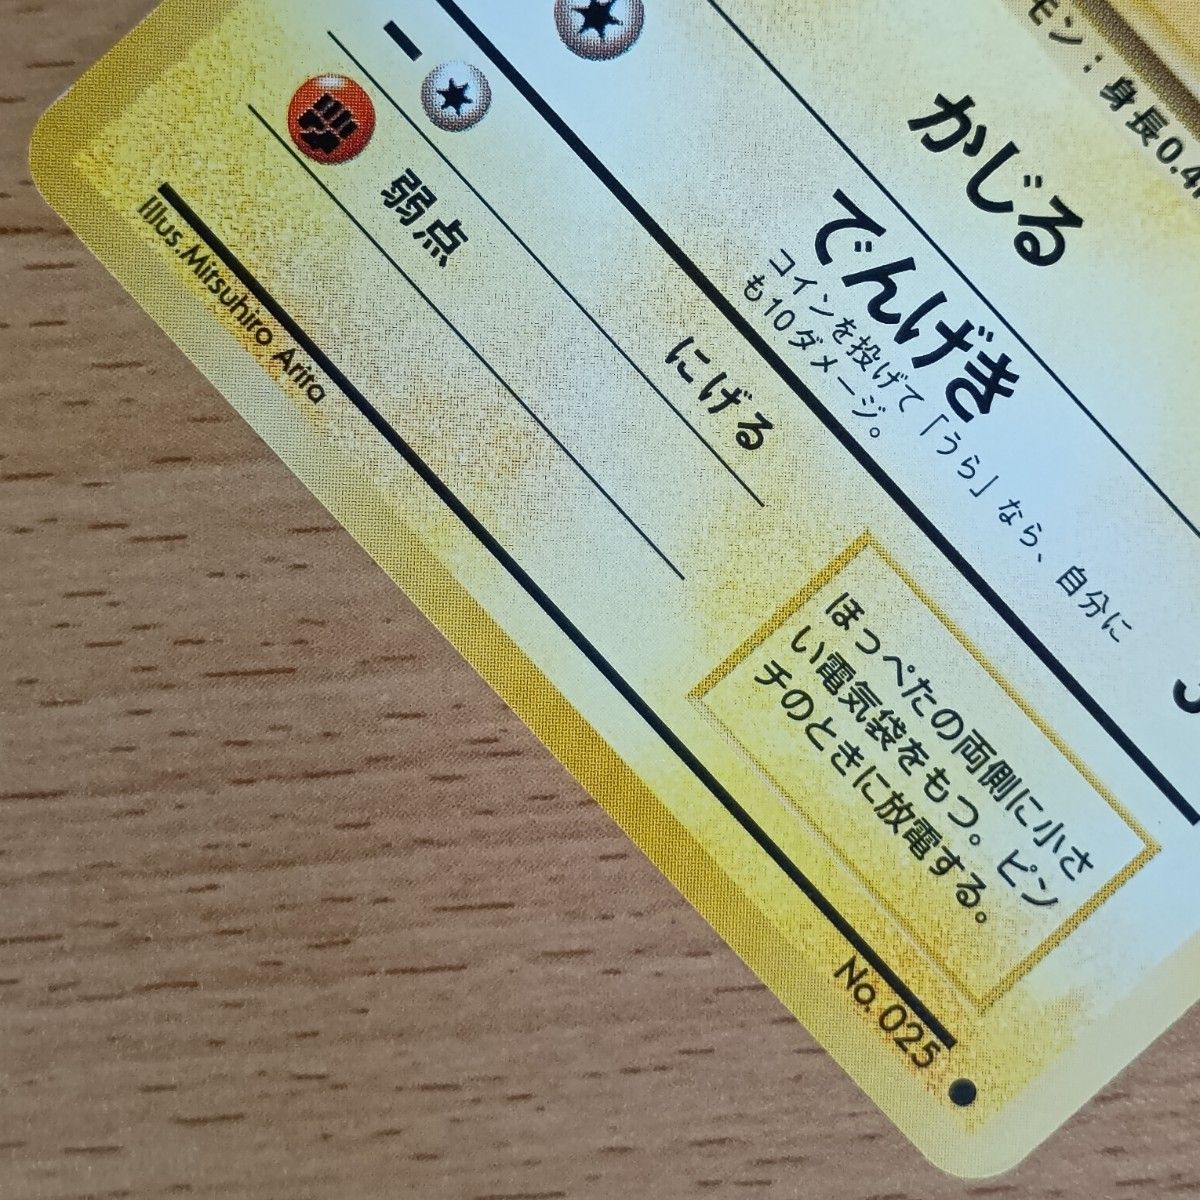 モン：身長0.4
かじる
でんげき
コインを投げて「うら」なら、自分に
も10ダメージ。
にげる
弱点
ほっぺたの両側に小さ
い電気袋をもつ。ピン
チのときに放電する。
Illus.Mitsuhiro Arita
No.025